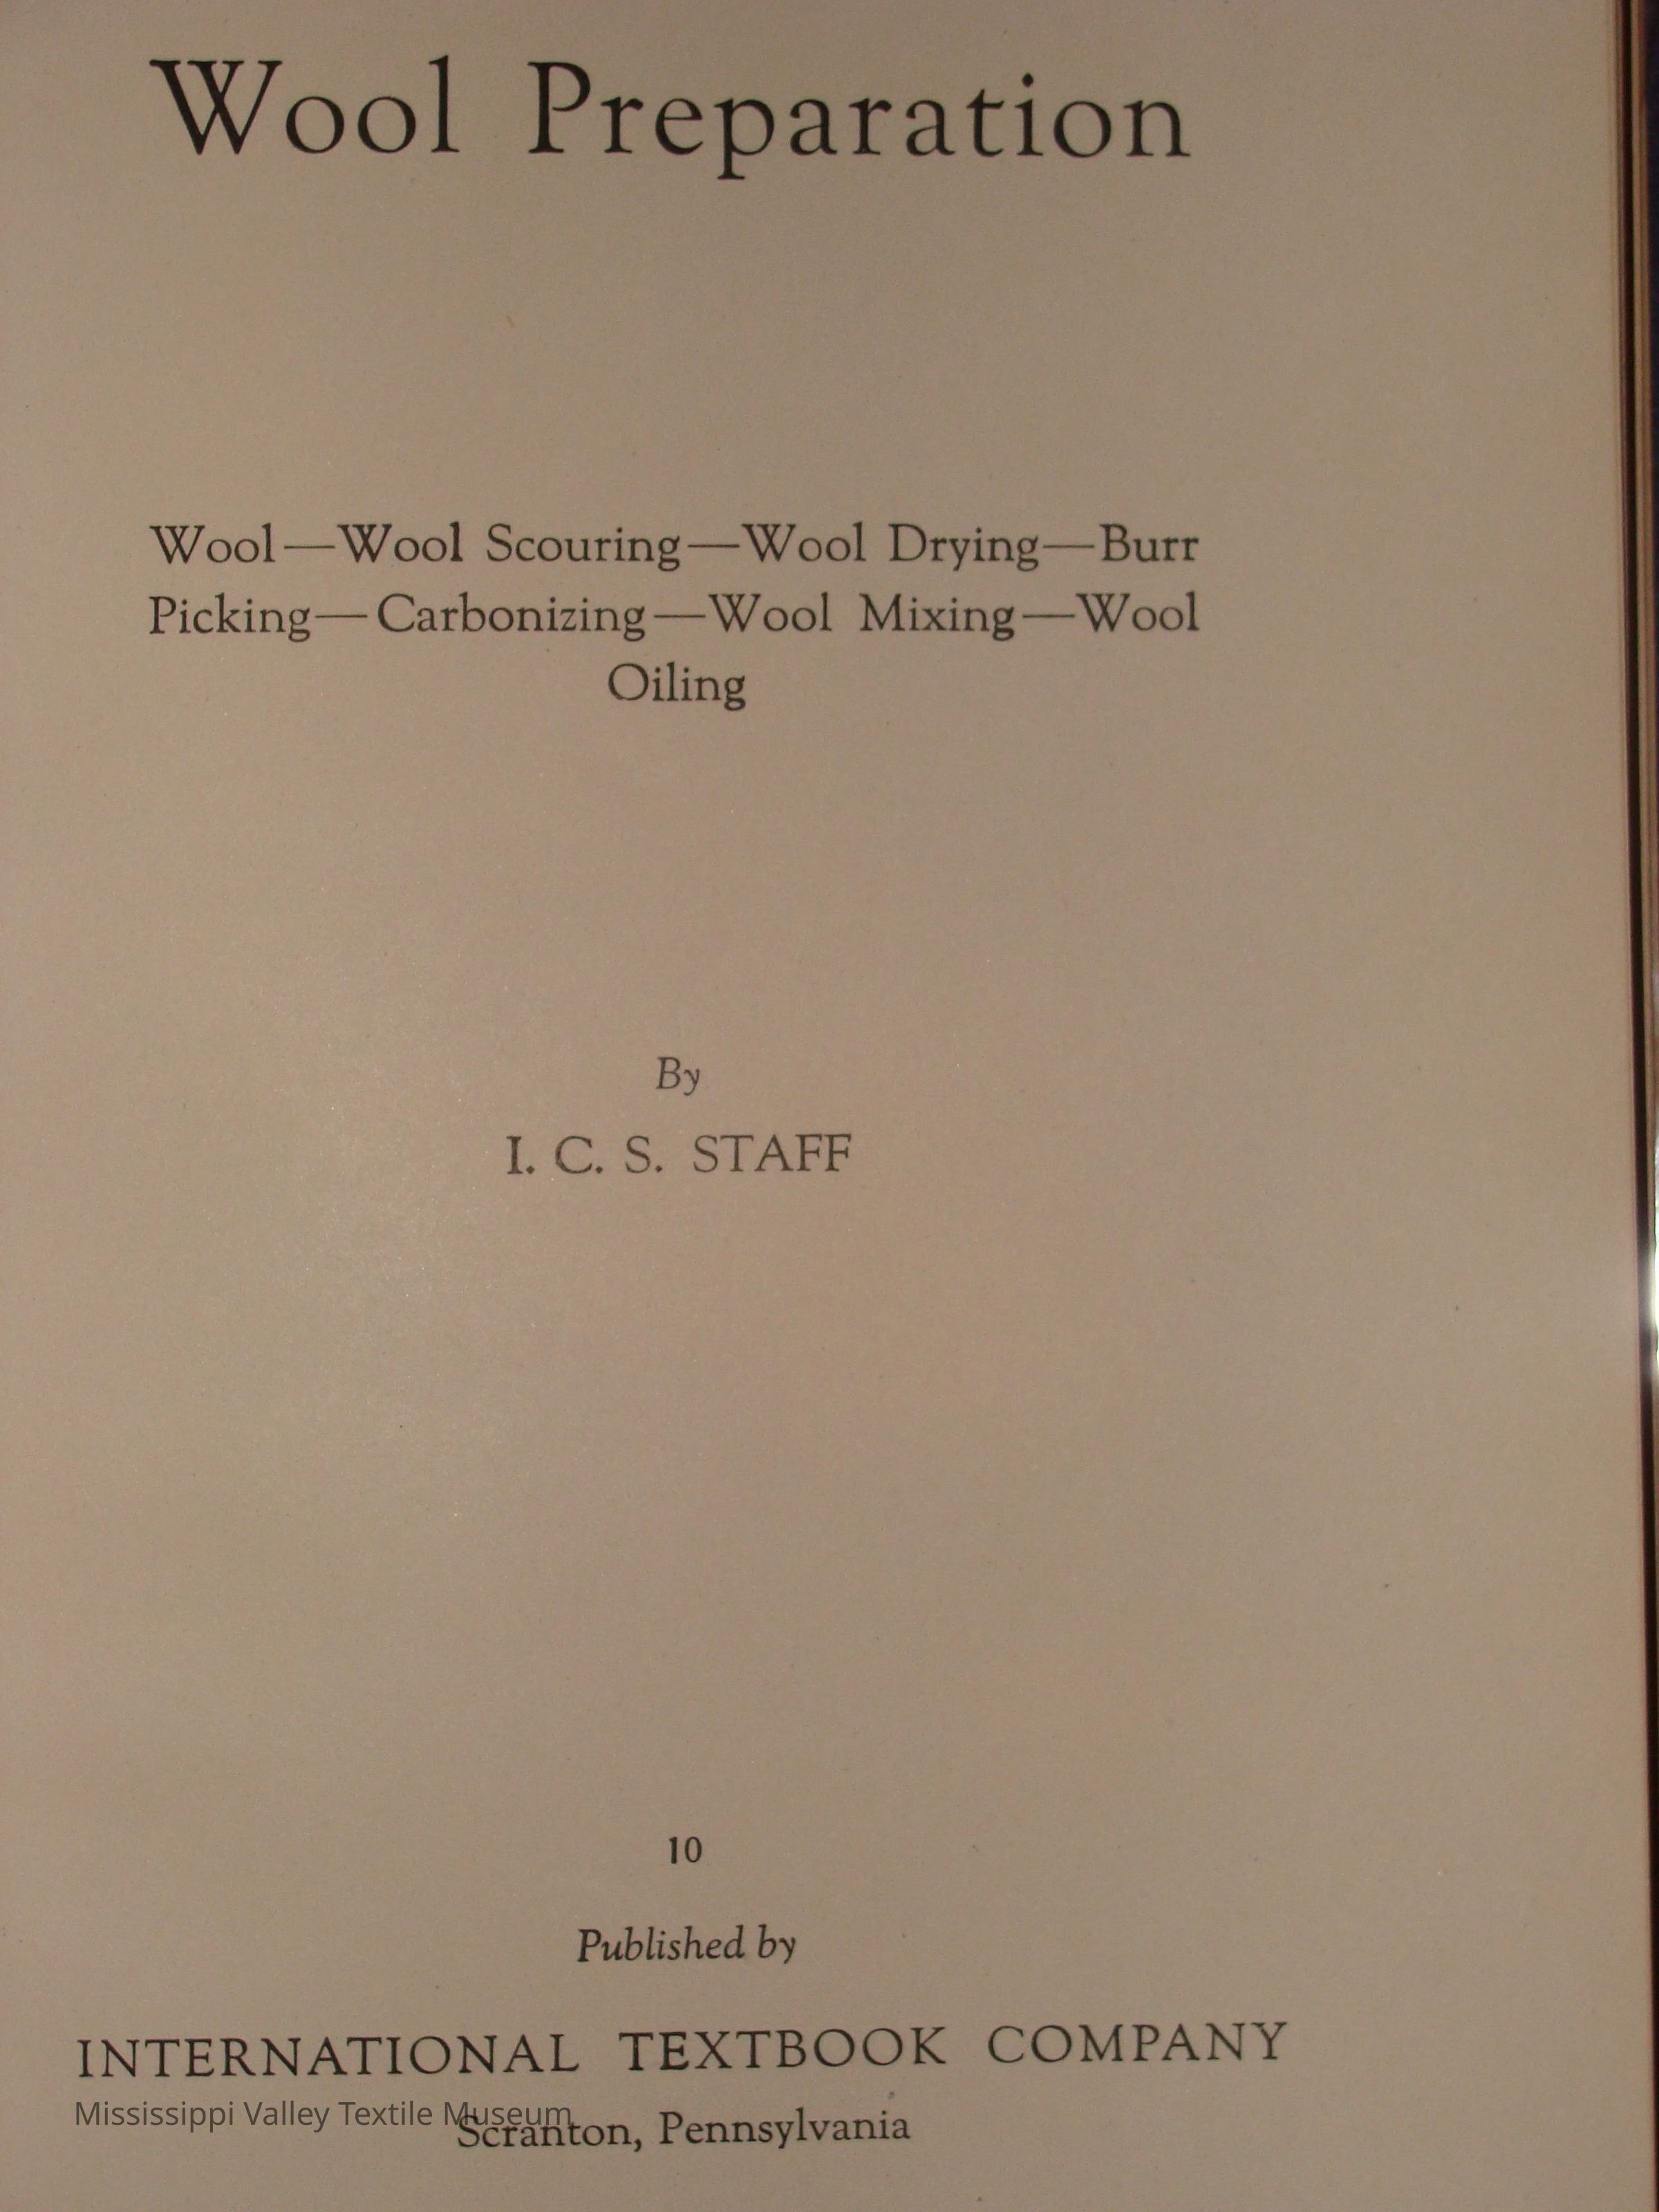 Wool Preparation
Wool—Wool Scouring—Wool Drying—Burr
Picking—Carbonizing—Wool Mixing—Wool
Oiling
By
I. C. S. STAFF
10
Published by
INTERNATIONAL TEXTBOOK COMPANY
Mississippi Valley Textile Museum
Scranton, Pennsylvania